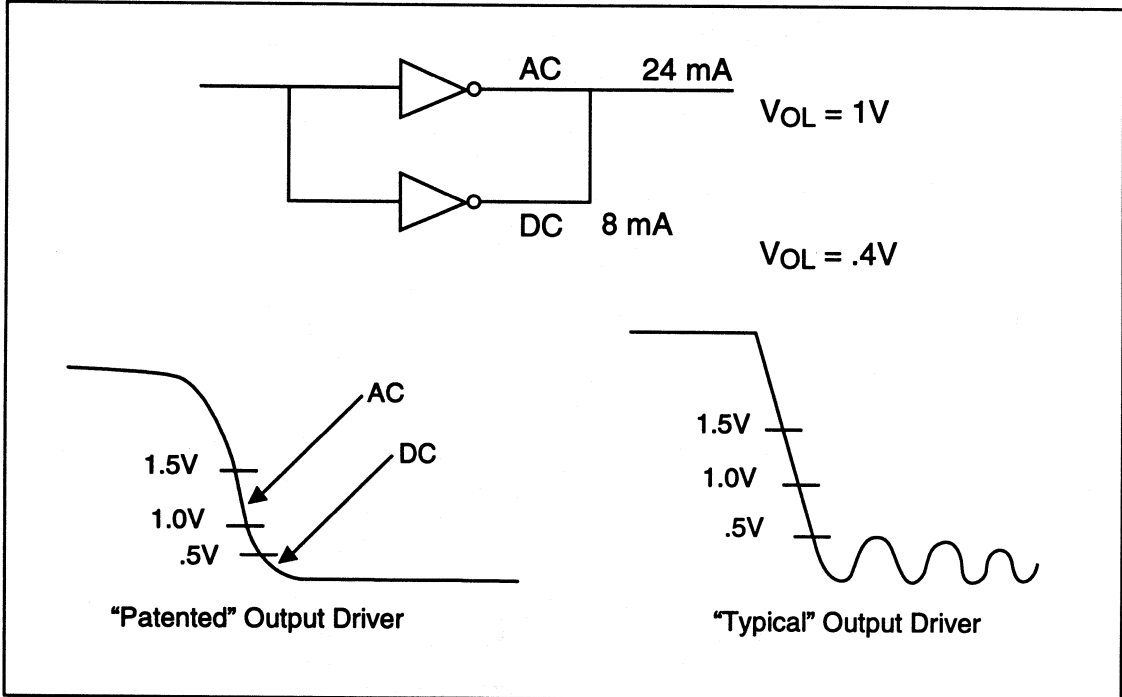 AC 24 mA
VOL = 1V
DC 8 mA
VOL = .4V
AC
DC
1.5V
1.0V
.5V
“Patented” Output Driver
1.5V
1.0V
.5V
“Typical” Output Driver